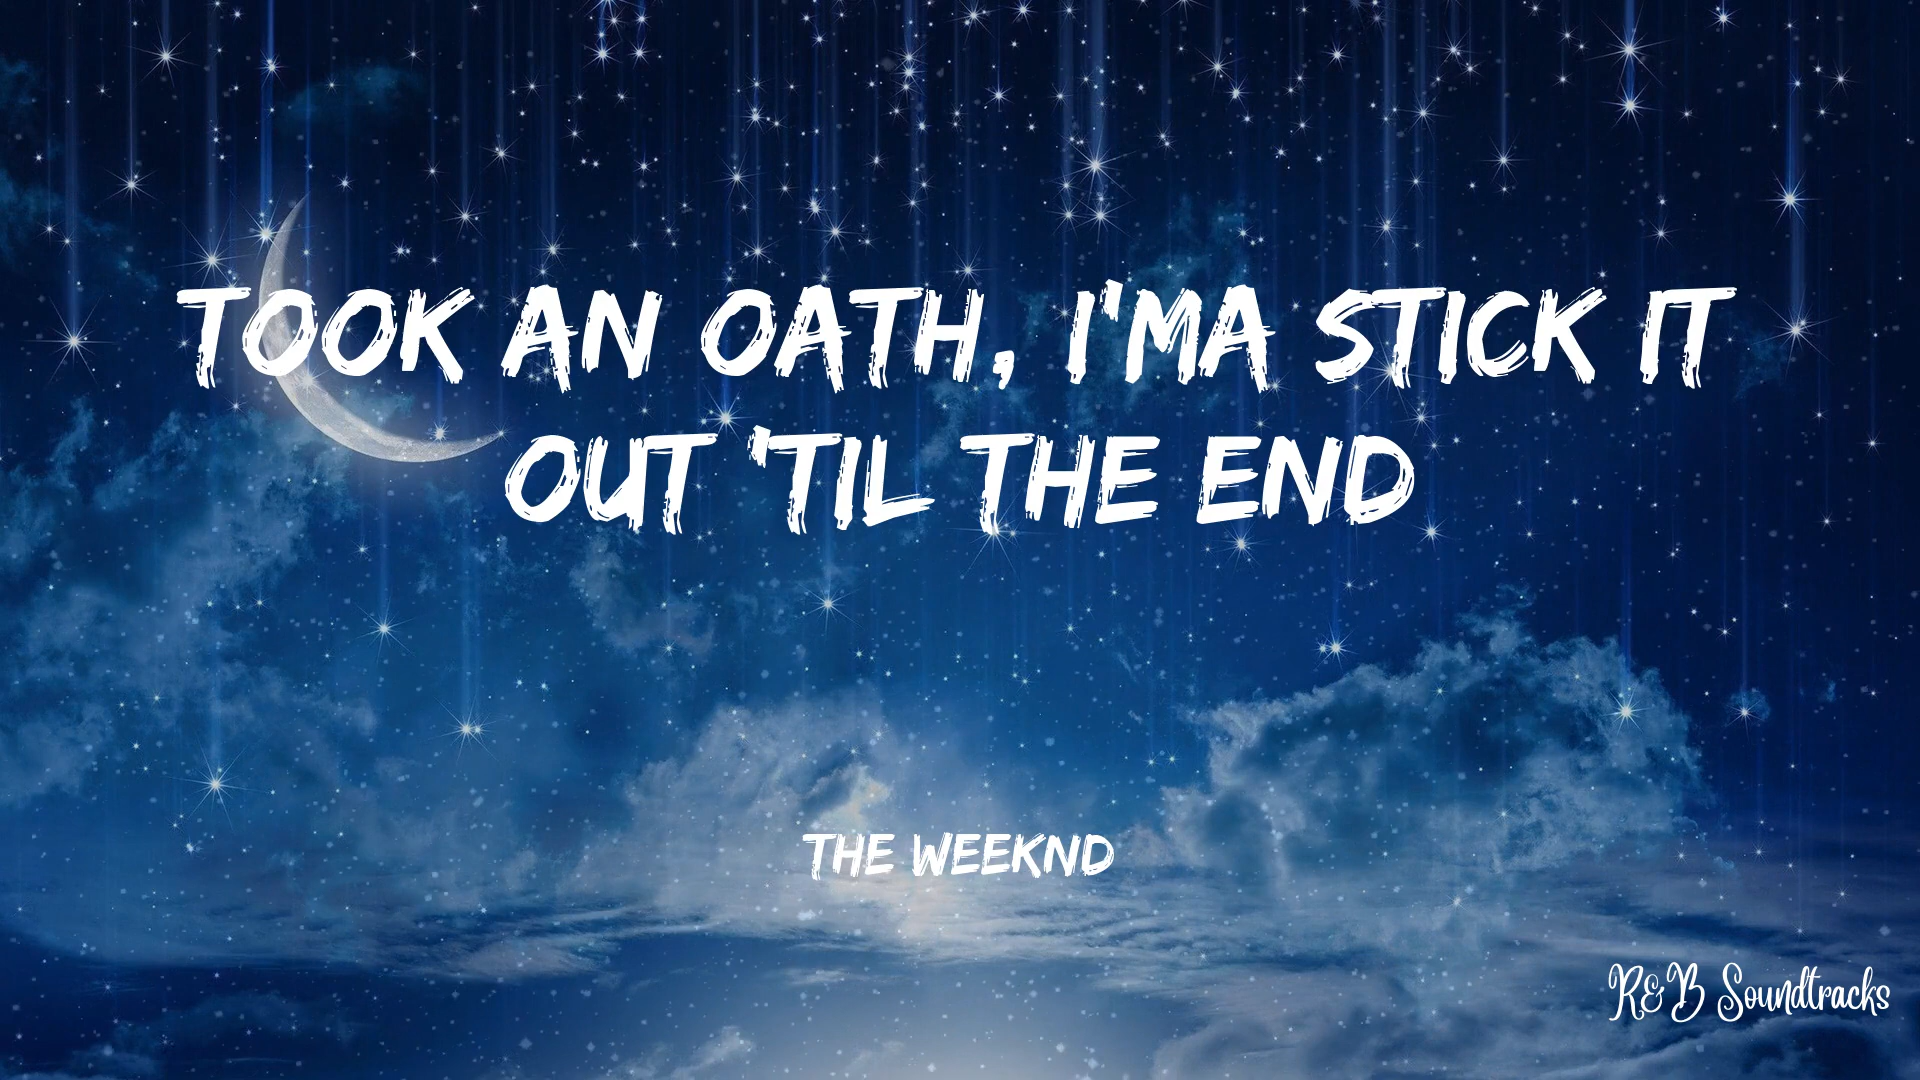 TOOK AN OATH, I'MA STICK IT
OUT 'TIL THE END
THE WEEKND
R&B Soundtracks